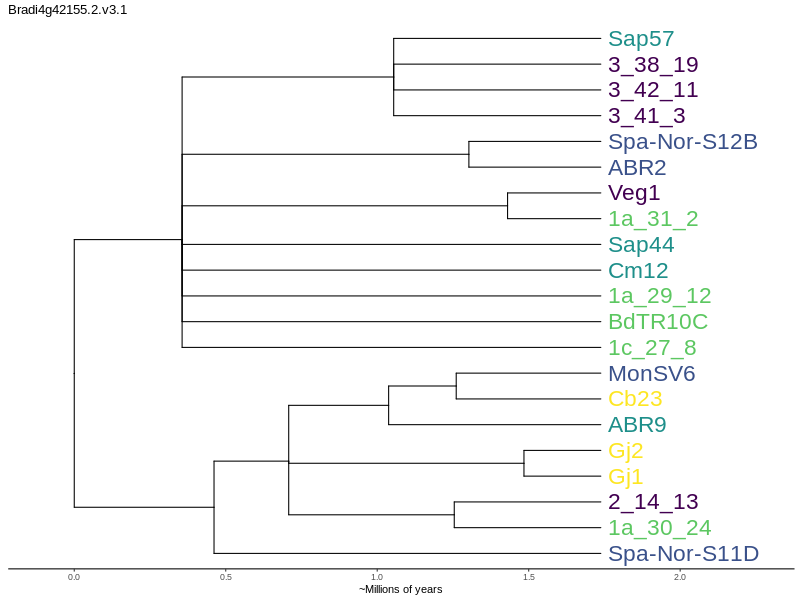 Bradi4g42155.2.v3.1
Sap57
3_38_19
3_42_11
3_41_3
Spa-Nor-S12B
ABR2
Veg1
1a_31_2
Sap44
Cm12
1a_29_12
BdTR10C
1c_27_8
MonSV6
Cb23
ABR9
Gj2
Gj1
2_14_13
1a_30_24
Spa-Nor-S11D
0.0 0.5 1.0 1.5 2.0
~Millions of years